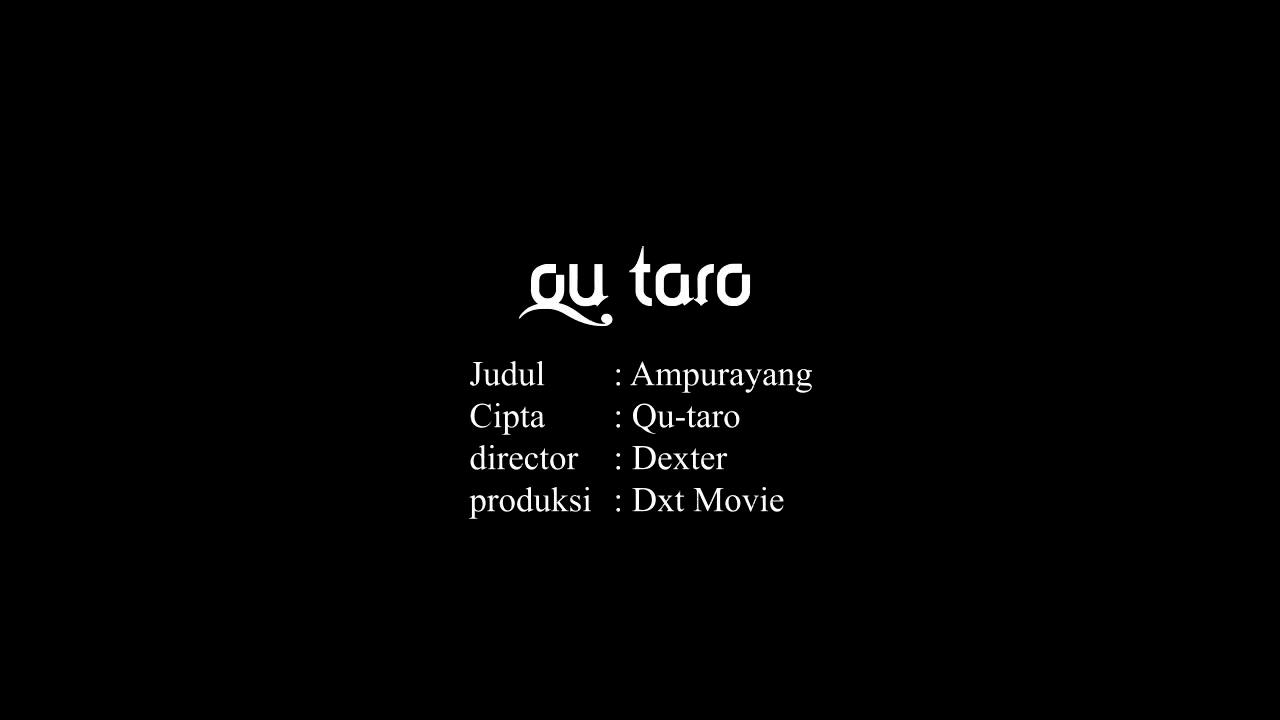 Qu taro
Judul : Ampurayang
Cipta : Qu-taro
director : Dexter
produksi : Dxt Movie